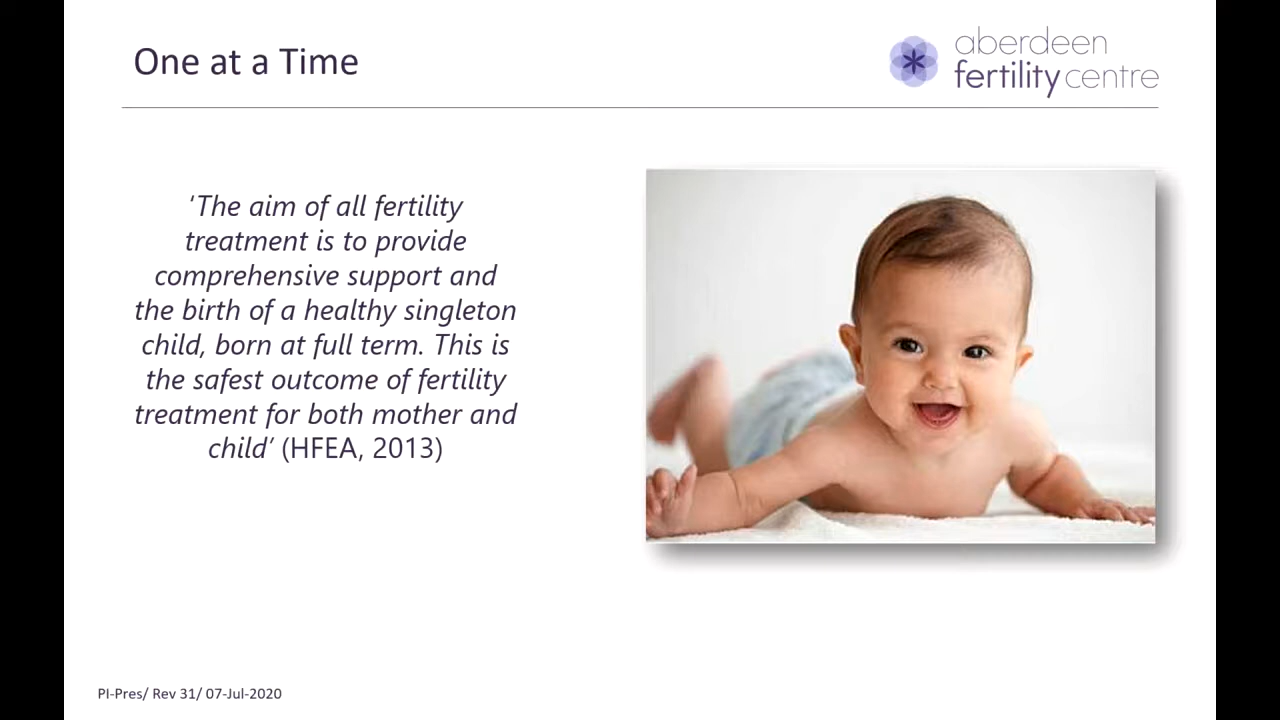 One at a Time
aberdeen
fertility centre
‘The aim of all fertility
treatment is to provide
comprehensive support and
the birth of a healthy singleton
child, born at full term. This is
the safest outcome of fertility
treatment for both mother and
child’ (HFEA, 2013)
PI-Pres/ Rev 31/ 07-Jul-2020